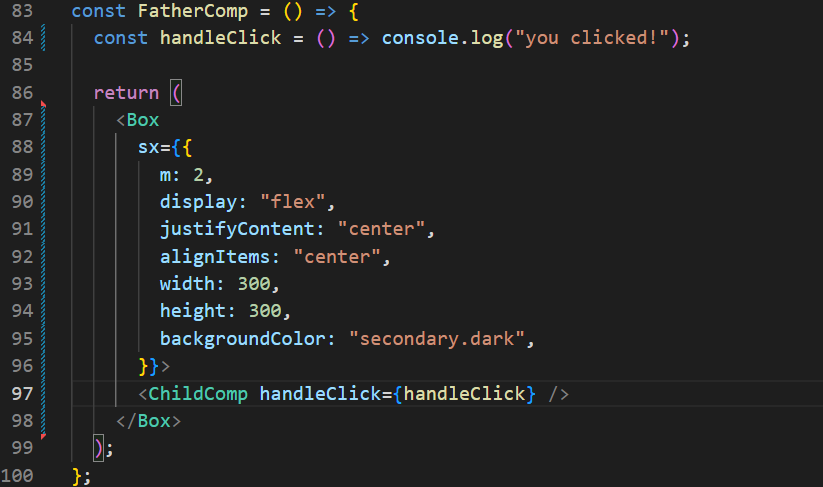 83 const FatherComp = () => {
84 const handleClick = () => console.log("you clicked!");
85
86 return (
87 <Box
88 sx={{
89 m: 2,
90 display: "flex",
91 justifyContent: "center",
92 alignItems: "center",
93 width: 300,
94 height: 300,
95 backgroundColor: "secondary.dark",
96 }}>
97 <ChildComp handleClick={handleClick} />
98 </Box>
99 );
100 };